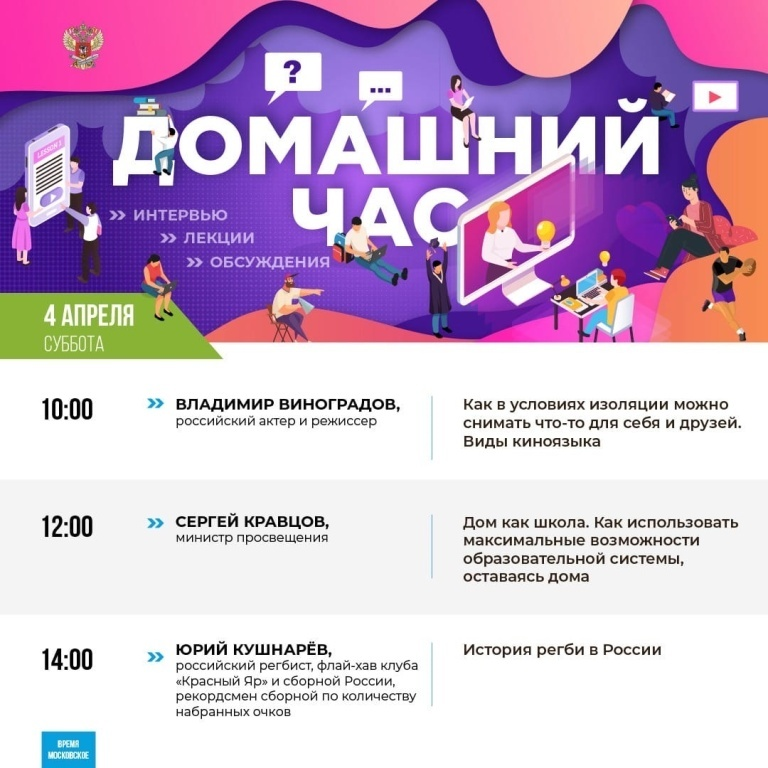 ?
...
LESSON 1
ДОМАШНИЙ
ЧАС
>> ИНТЕРВЬЮ
>> ЛЕКЦИИ
>> ОБСУЖДЕНИЯ
4 АПРЕЛЯ
СУББОТА
10:00
>> ВЛАДИМИР ВИНОГРАДОВ,
российский актер и режиссер
Как в условиях изоляции можно
снимать что-то для себя и друзей.
Виды киноязыка
12:00
>> СЕРГЕЙ КРАВЦОВ,
министр просвещения
Дом как школа. Как использовать
максимальные возможности
образовательной системы,
оставаясь дома
14:00
>> ЮРИЙ КУШНАРЁВ,
российский регбист, флай-хав клуба
«Красный Яр» и сборной России,
рекордсмен сборной по количеству
набранных очков
История регби в России
ВРЕМЯ
МОСКОВСКОЕ